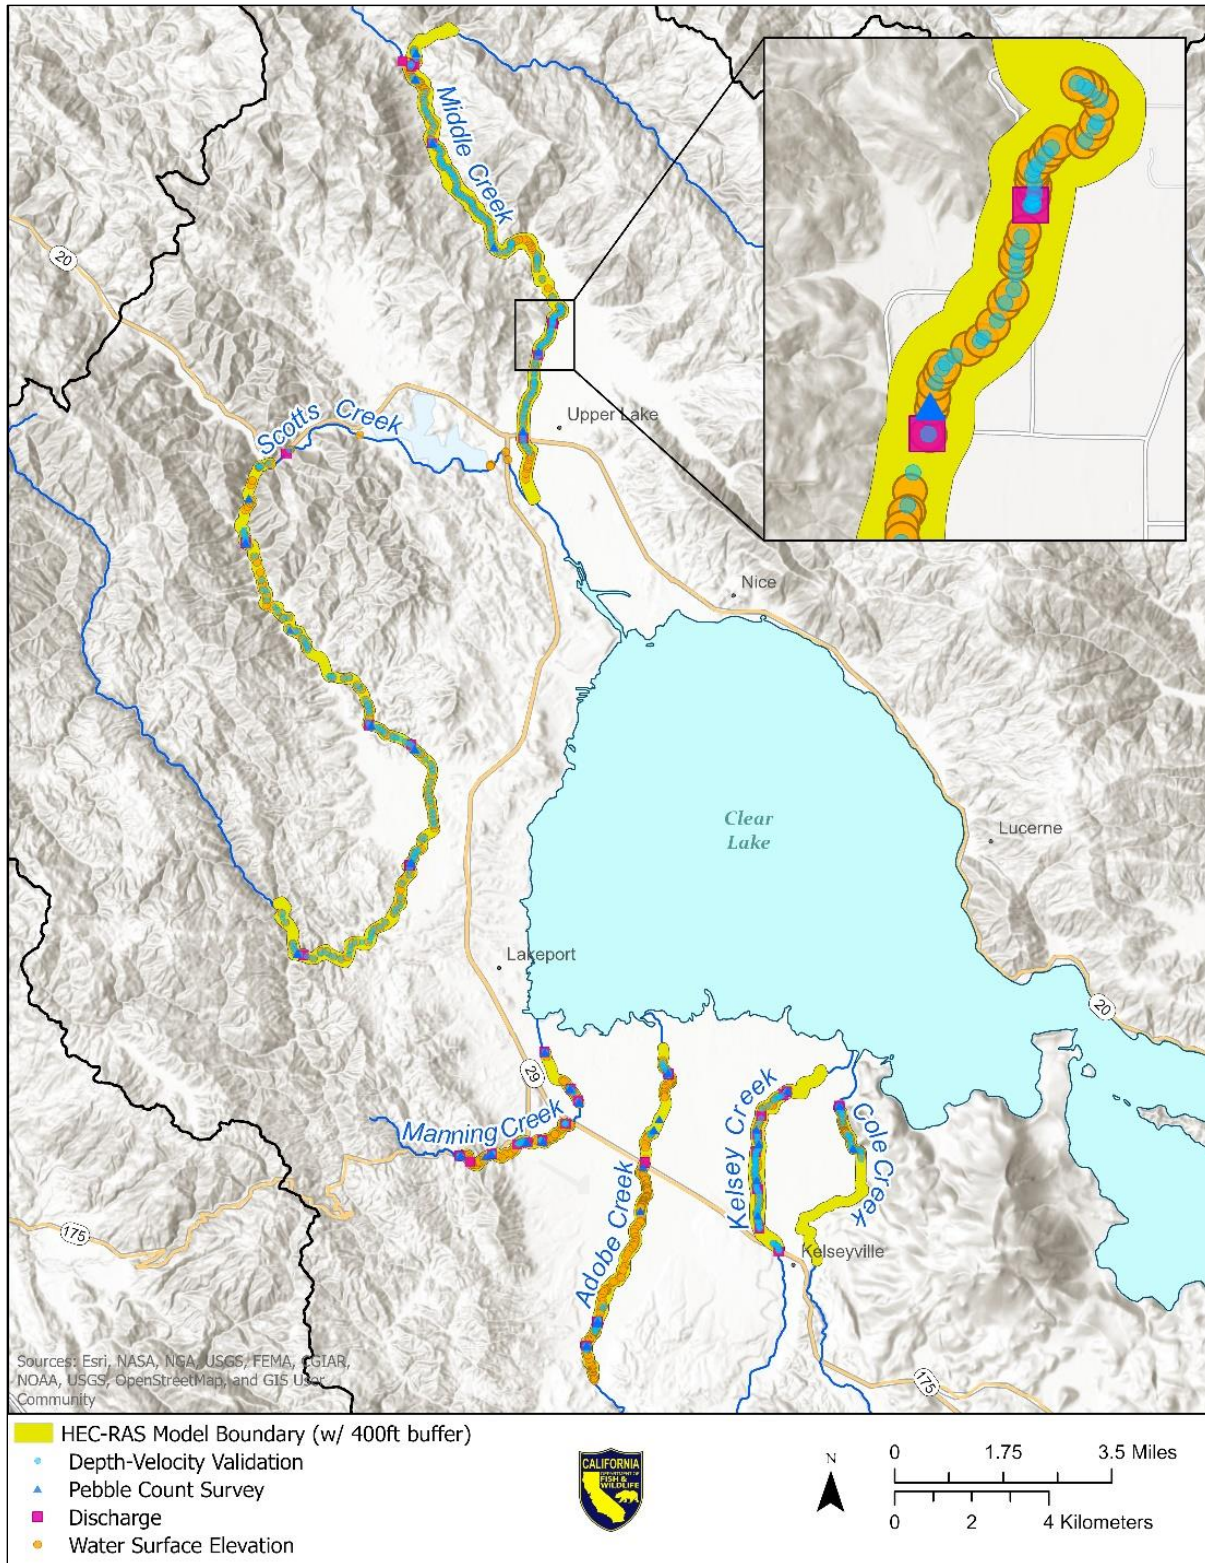 Middle Creek
20
Scotts Creek
Upper Lake
Nice
Clear
Lake
Lucerne
Lakeport
20
29
Manning Creek
Adobe Creek
Kelsey Creek
Cole Creek
Kelseyville
175
175
Sources: Esri, NASA, NGA, USGS, FEMA, CGIAR,
NOAA, USGS, OpenStreetMap, and GIS User
Community
HEC-RAS Model Boundary (w/ 400ft buffer)
Depth-Velocity Validation
Pebble Count Survey
Discharge
Water Surface Elevation
CALIFORNIA
DEPARTMENT OF
FISH &
WILDLIFE
N
0 1.75 3.5 Miles
0 2 4 Kilometers